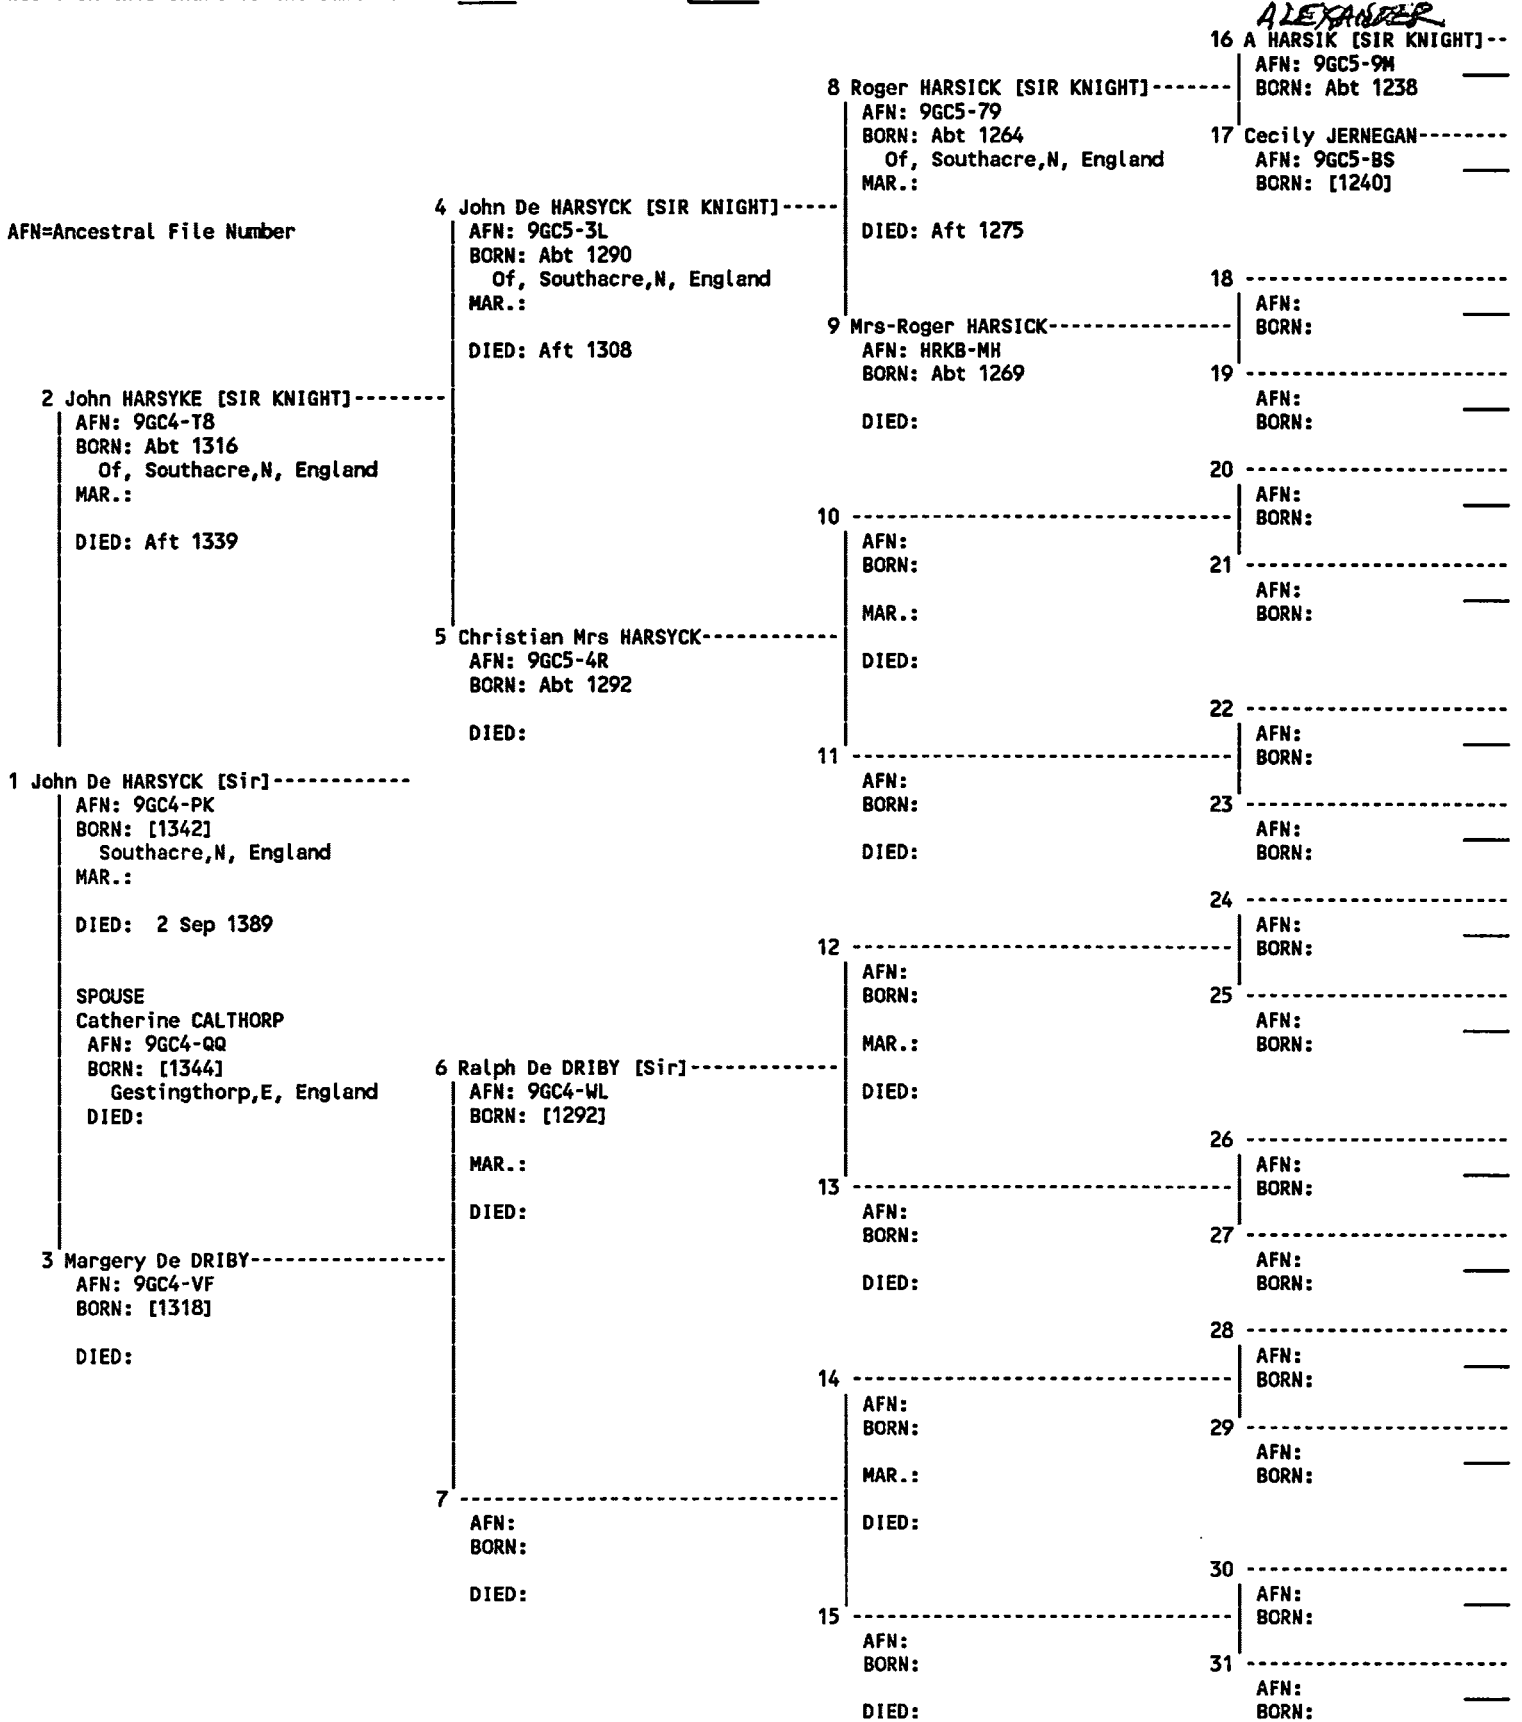 ALEXANDER
16 A HARSIK [SIR KNIGHT]--
AFN: 9GC5-9M
BORN: Abt 1238
8 Roger HARSICK [SIR KNIGHT]-------
AFN: 9GC5-79
BORN: Abt 1264
Of, Southacre,N, England
MAR.:
DIED: Aft 1275
17 Cecily JERNEGAN--------
AFN: 9GC5-BS
BORN: [1240]
4 John De HARSYCK [SIR KNIGHT]-----
AFN: 9GC5-3L
BORN: Abt 1290
Of, Southacre,N, England
MAR.:
DIED: Aft 1308
AFN=Ancestral File Number
18
AFN:
BORN:
9 Mrs-Roger HARSICK----------------
AFN: HRKB-MH
BORN: Abt 1269
DIED:
19
AFN:
BORN:
2 John HARSYKE [SIR KNIGHT]--------
AFN: 9GC4-T8
BORN: Abt 1316
Of, Southacre,N, England
MAR.:
DIED: Aft 1339
20
AFN:
BORN:
10
AFN:
BORN:
MAR.:
DIED:
21
AFN:
BORN:
5 Christian Mrs HARSYCK------------
AFN: 9GC5-4R
BORN: Abt 1292
DIED:
22
AFN:
BORN:
11
AFN:
BORN:
DIED:
23
AFN:
BORN:
1 John De HARSYCK [Sir]------------
AFN: 9GC4-PK
BORN: [1342]
Southacre,N, England
MAR.:
DIED: 2 Sep 1389
SPOUSE
Catherine CALTHORP
AFN: 9GC4-QQ
BORN: [1344]
Gestingthorp,E, England
DIED:
24
AFN:
BORN:
12
AFN:
BORN:
MAR.:
DIED:
25
AFN:
BORN:
6 Ralph De DRIBY [Sir]-------------
AFN: 9GC4-WL
BORN: [1292]
MAR.:
DIED:
26
AFN:
BORN:
13
AFN:
BORN:
DIED:
27
AFN:
BORN:
3 Margery De DRIBY-----------------
AFN: 9GC4-VF
BORN: [1318]
DIED:
28
AFN:
BORN:
14
AFN:
BORN:
MAR.:
DIED:
29
AFN:
BORN:
7
AFN:
BORN:
DIED:
30
AFN:
BORN:
15
AFN:
BORN:
DIED:
31
AFN:
BORN: